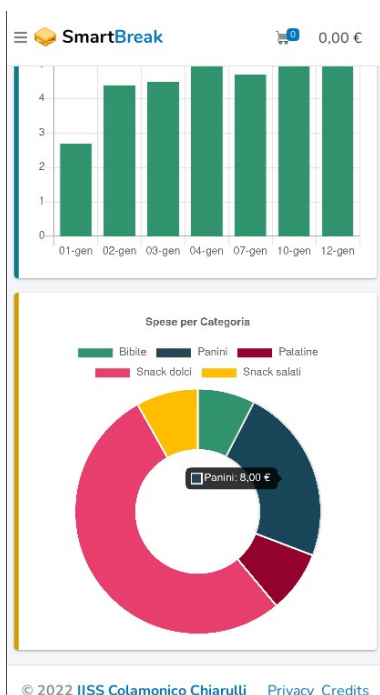 SmartBreak 0 0,00 €
5
4
3
2
1
0
01-gen 02-gen 03-gen 04-gen 07-gen 10-gen 12-gen
Spese per Categoria
Bibite Panini Patatine
Snack dolci Snack salati
Panini: 8,00 €
© 2022 IISS Colamonico Chiarulli Privacy Credits